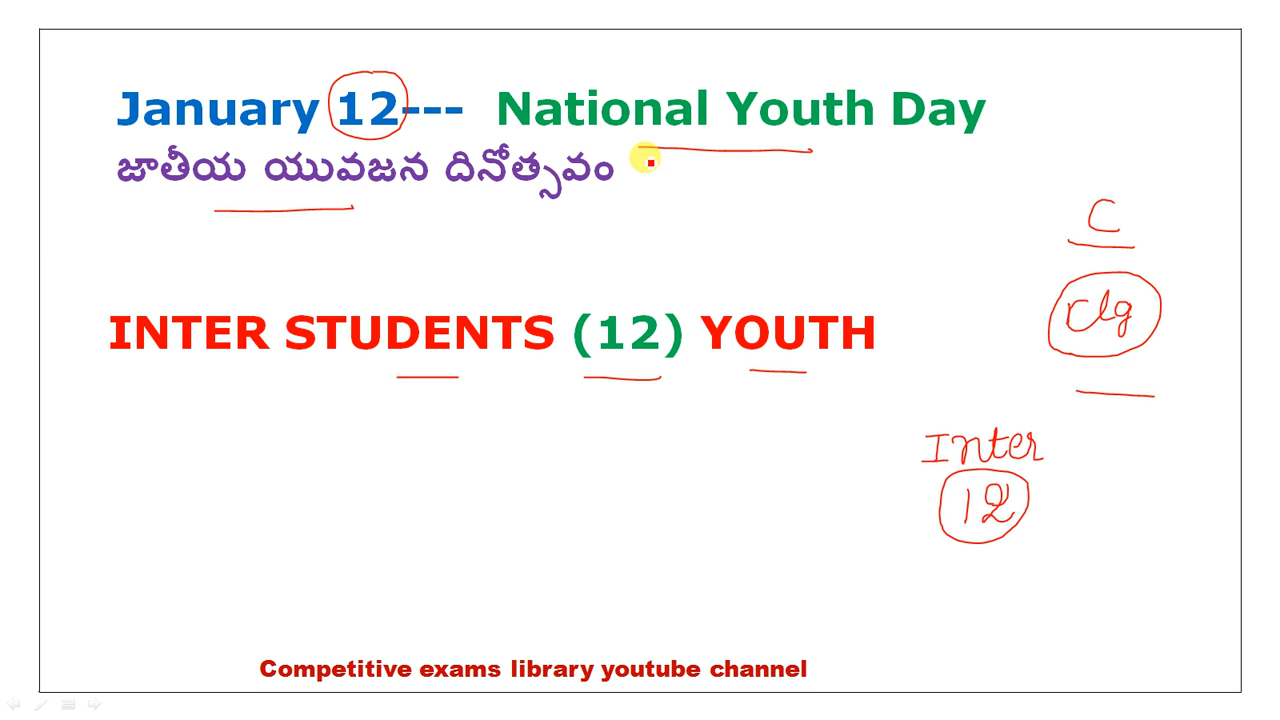 January 12--- National Youth Day
జాతీయ యువజన దినోత్సవం
C
clg
INTER STUDENTS (12) YOUTH
Inter
12
Competitive exams library youtube channel